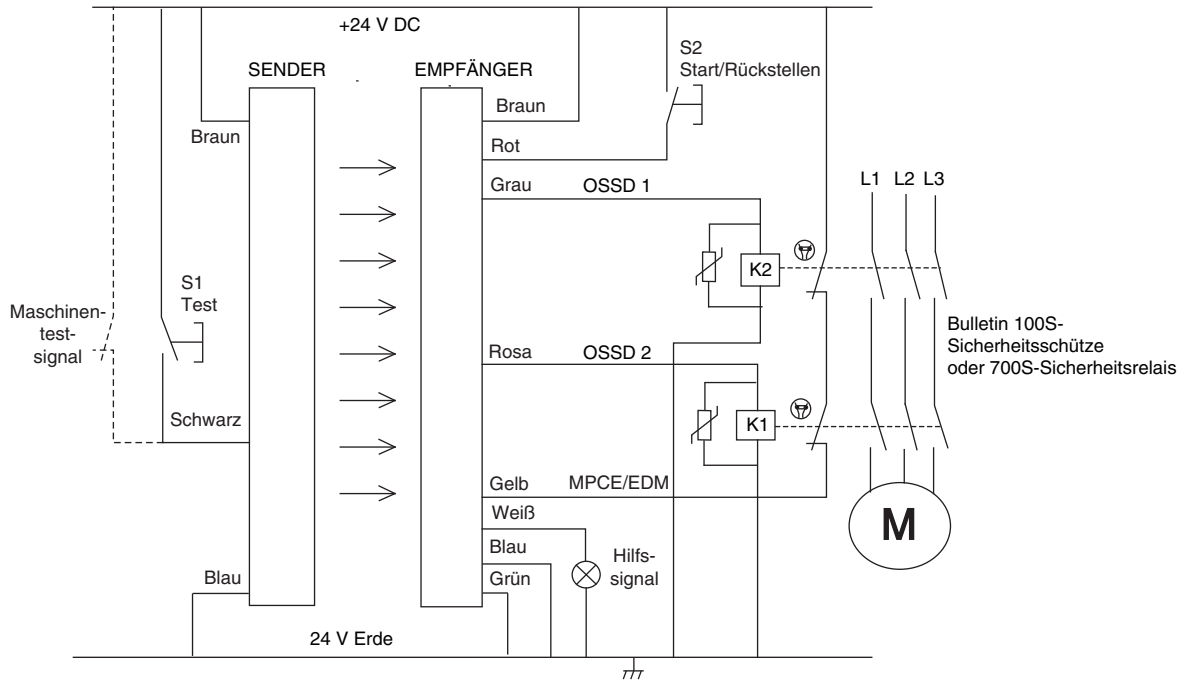 +24 V DC
S2
Start/Rückstellen
SENDER
EMPFÄNGER
Braun
Braun
Rot
Grau
OSSD 1
L1
L2
L3
K2
S1
Test
Maschinen-
test-
signal
Bulletin 100S-
Sicherheitsschütze
oder 700S-Sicherheitsrelais
Rosa
OSSD 2
Schwarz
K1
Gelb
MPCE/EDM
Weiß
M
Blau
Hilfs-
signal
Blau
Grün
24 V Erde